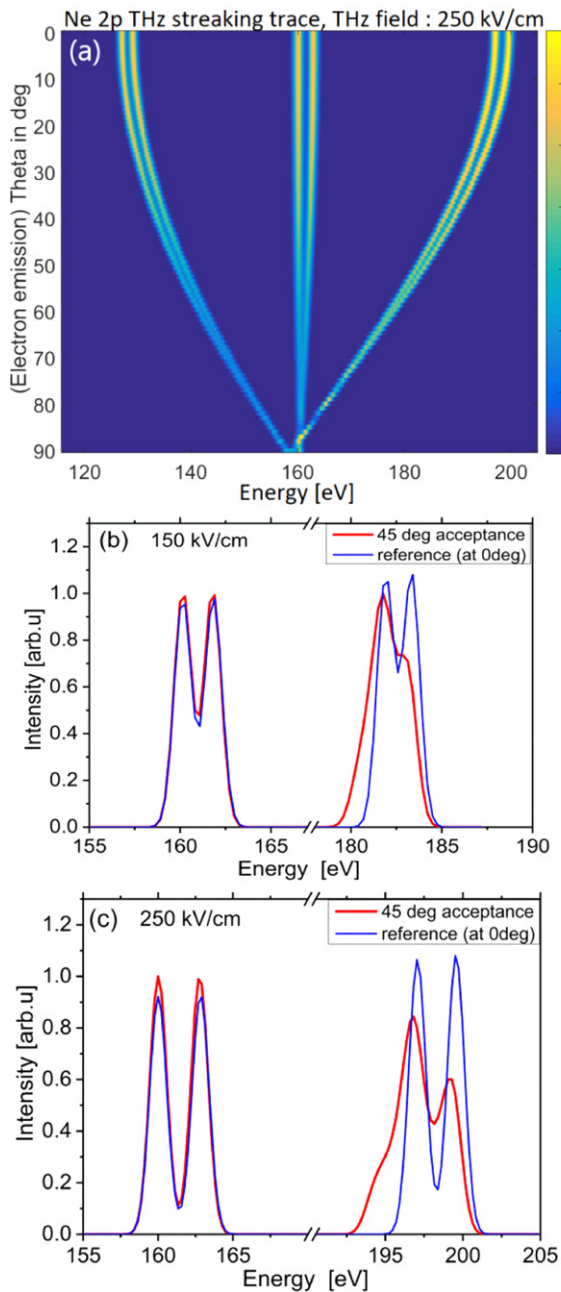 Ne 2p THz streaking trace, THz field : 250 kV/cm
(a)
(Electron emission) Theta in deg
0
10
20
30
40
50
60
70
80
90
120 140 160 180 200
Energy [eV]
(b) 150 kV/cm
45 deg acceptance
reference (at 0deg)
Intensity [arb.u]
1.2
1.0
0.8
0.6
0.4
0.2
0.0
155 160 165 180 185 190
Energy [eV]
(c) 250 kV/cm
45 deg acceptance
reference (at 0deg)
Intensity [arb.u]
1.2
1.0
0.8
0.6
0.4
0.2
0.0
155 160 165 195 200 205
Energy [eV]